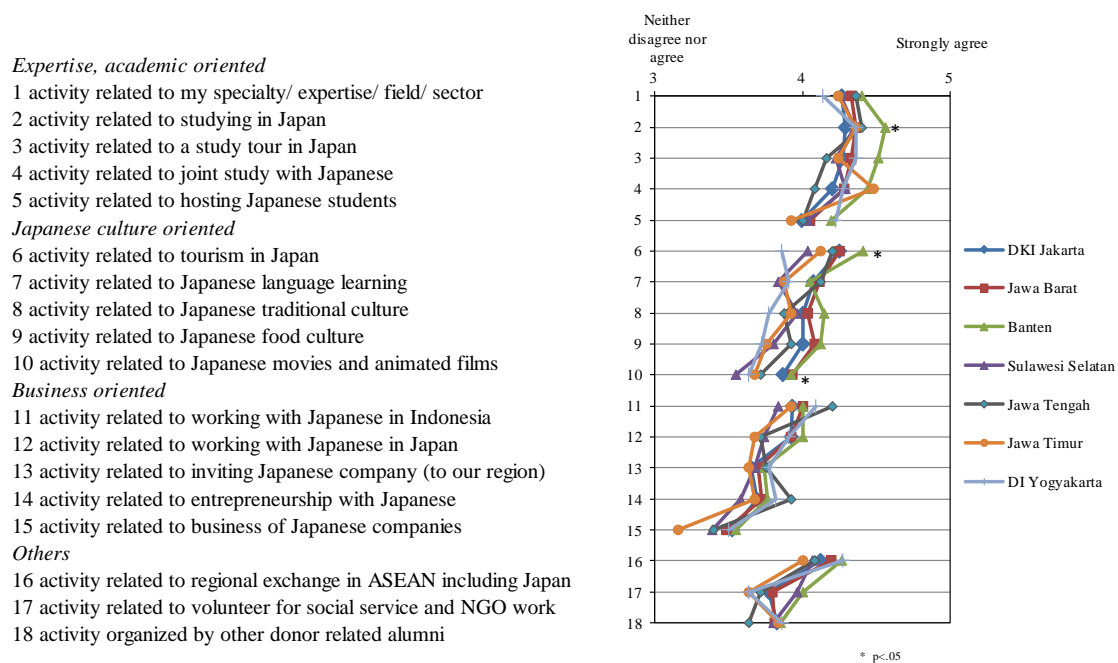 Expertise, academic oriented
1 activity related to my specialty/ expertise/ field/ sector
2 activity related to studying in Japan
3 activity related to a study tour in Japan
4 activity related to joint study with Japanese
5 activity related to hosting Japanese students
Japanese culture oriented
6 activity related to tourism in Japan
7 activity related to Japanese language learning
8 activity related to Japanese traditional culture
9 activity related to Japanese food culture
10 activity related to Japanese movies and animated films
Business oriented
11 activity related to working with Japanese in Indonesia
12 activity related to working with Japanese in Japan
13 activity related to inviting Japanese company (to our region)
14 activity related to entrepreneurship with Japanese
15 activity related to business of Japanese companies
Others
16 activity related to regional exchange in ASEAN including Japan
17 activity related to volunteer for social service and NGO work
18 activity organized by other donor related alumni
Neither
disagree nor
agree
Strongly agree
3 4 5
1
2 *
3
4
5
6 *
7
8
9
10 *
11
12
13
14
15
16
17
18
DKI Jakarta
Jawa Barat
Banten
Sulawesi Selatan
Jawa Tengah
Jawa Timur
DI Yogyakarta
* p<.05